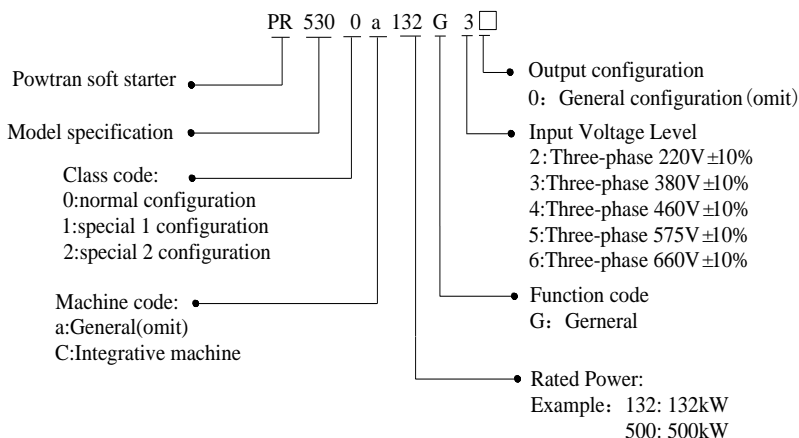 PR 530 0 a 132 G 3□
Powtran soft starter
Model specification
Class code:
0:normal configuration
1:special 1 configuration
2:special 2 configuration
Machine code:
a:General(omit)
C:Integrative machine
Output configuration
0：General configuration（omit）
Input Voltage Level
2:Three-phase 220V±10%
3:Three-phase 380V±10%
4:Three-phase 460V±10%
5:Three-phase 575V±10%
6:Three-phase 660V±10%
Function code
G：Gerneral
Rated Power:
Example：132: 132kW
500: 500kW